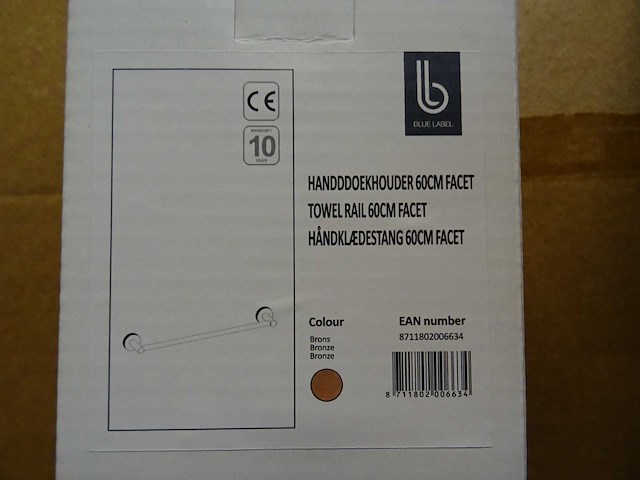 CE
WARRANTY
10
YEAR
b
BLUE LABEL
HANDDDOEKHOUDER 60CM FACET
TOWEL RAIL 60CM FACET
HÅNDKLÆDESTANG 60CM FACET
Colour
Brons
Bronze
Bronze
EAN number
8711802006634
8 711802 006634